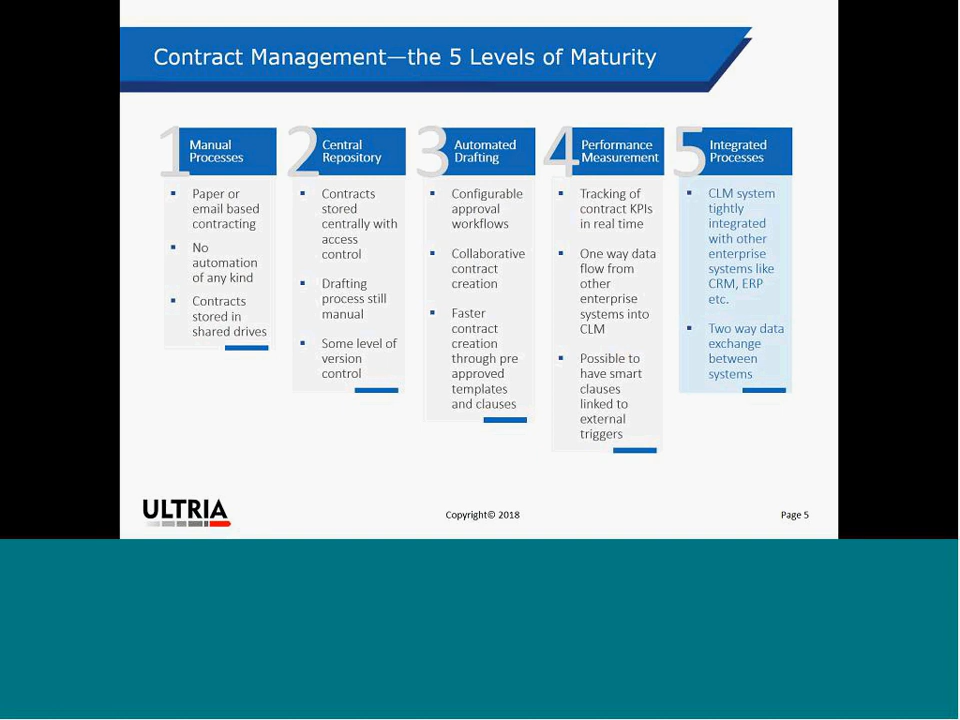 Contract Management—the 5 Levels of Maturity
1
Manual
Processes
Paper or
email based
contracting
No
automation
of any kind
Contracts
stored in
shared drives
2
Central
Repository
Contracts
stored
centrally with
access
control
Drafting
process still
manual
Some level of
version
control
3
Automated
Drafting
Configurable
approval
workflows
Collaborative
contract
creation
Faster
contract
creation
through pre
approved
templates
and clauses
4
Performance
Measurement
Tracking of
contract KPIs
in real time
One way data
flow from
other
enterprise
systems into
CLM
Possible to
have smart
clauses
linked to
external
triggers
5
Integrated
Processes
CLM system
tightly
integrated
with other
enterprise
systems like
CRM, ERP
etc.
Two way data
exchange
between
systems
ULTRIA
Copyright© 2018
Page 5